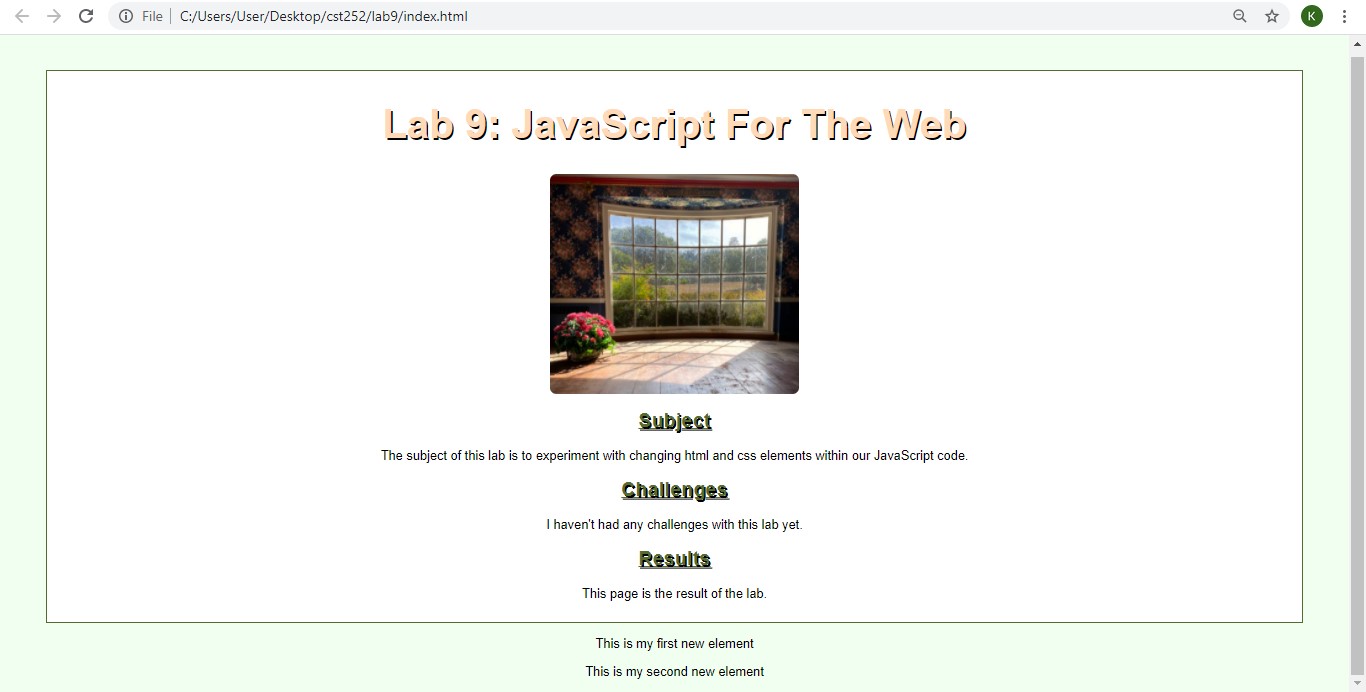 File C:/Users/User/Desktop/cst252/lab9/index.html
K
Lab 9: JavaScript For The Web
Subject
The subject of this lab is to experiment with changing html and css elements within our JavaScript code.
Challenges
I haven't had any challenges with this lab yet.
Results
This page is the result of the lab.
This is my first new element
This is my second new element